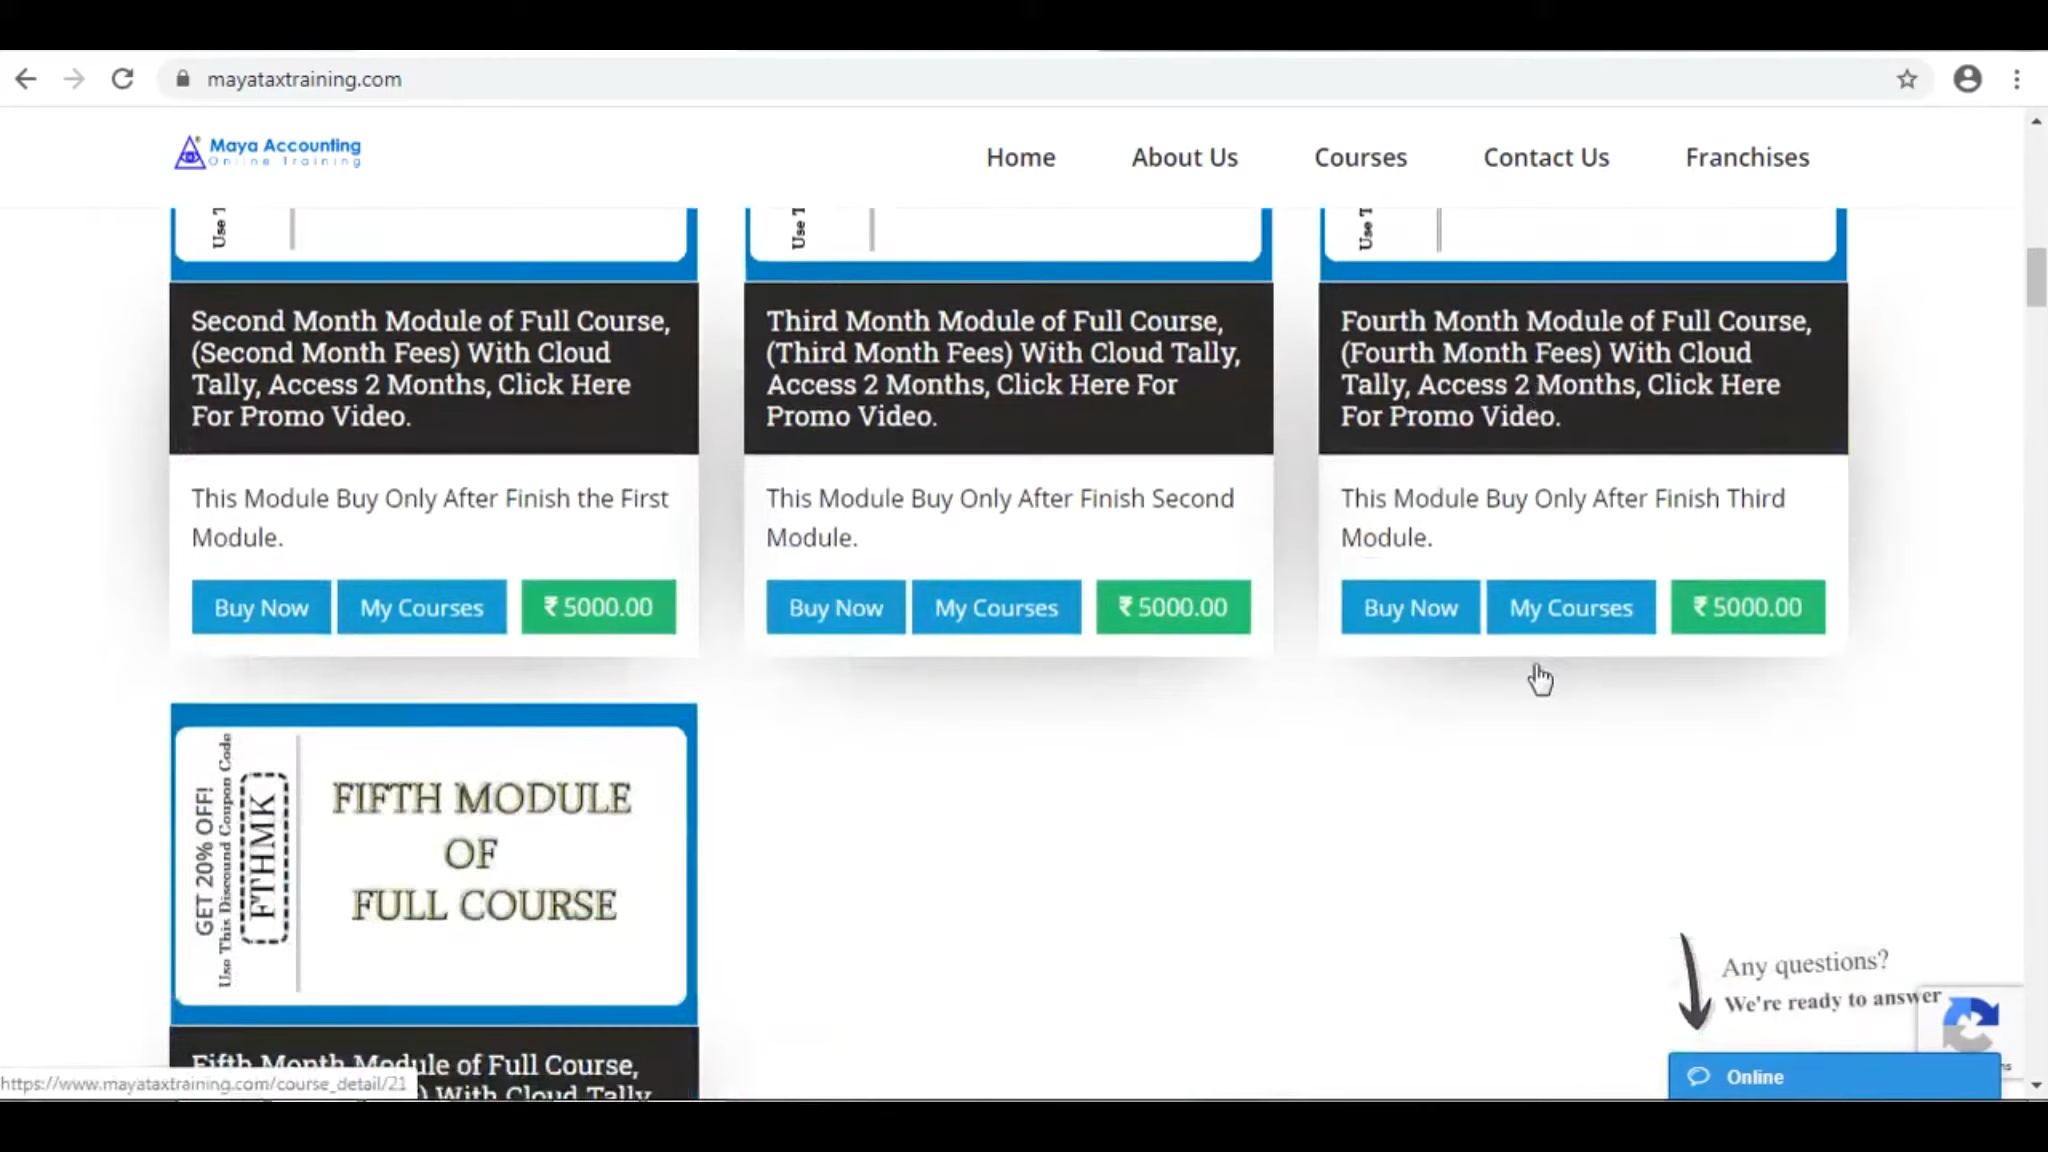 mayataxtraining.com
Maya Accounting
Online Training
Home
About Us
Courses
Contact Us
Franchises
Use T
Use T
Use T
Second Month Module of Full Course,
(Second Month Fees) With Cloud
Tally, Access 2 Months, Click Here
For Promo Video.
This Module Buy Only After Finish the First
Module.
Buy Now
My Courses
₹ 5000.00
Third Month Module of Full Course,
(Third Month Fees) With Cloud Tally,
Access 2 Months, Click Here For
Promo Video.
This Module Buy Only After Finish Second
Module.
Buy Now
My Courses
₹ 5000.00
Fourth Month Module of Full Course,
(Fourth Month Fees) With Cloud
Tally, Access 2 Months, Click Here
For Promo Video.
This Module Buy Only After Finish Third
Module.
Buy Now
My Courses
₹ 5000.00
GET 20% OFF!
Use This Discound Coupon Code
FTHMK
FIFTH MODULE
OF
FULL COURSE
Fifth Month Module of Full Course,
) With Cloud Tally
https://www.mayataxtraining.com/course_detail/21
Any questions?
We're ready to answer
Online